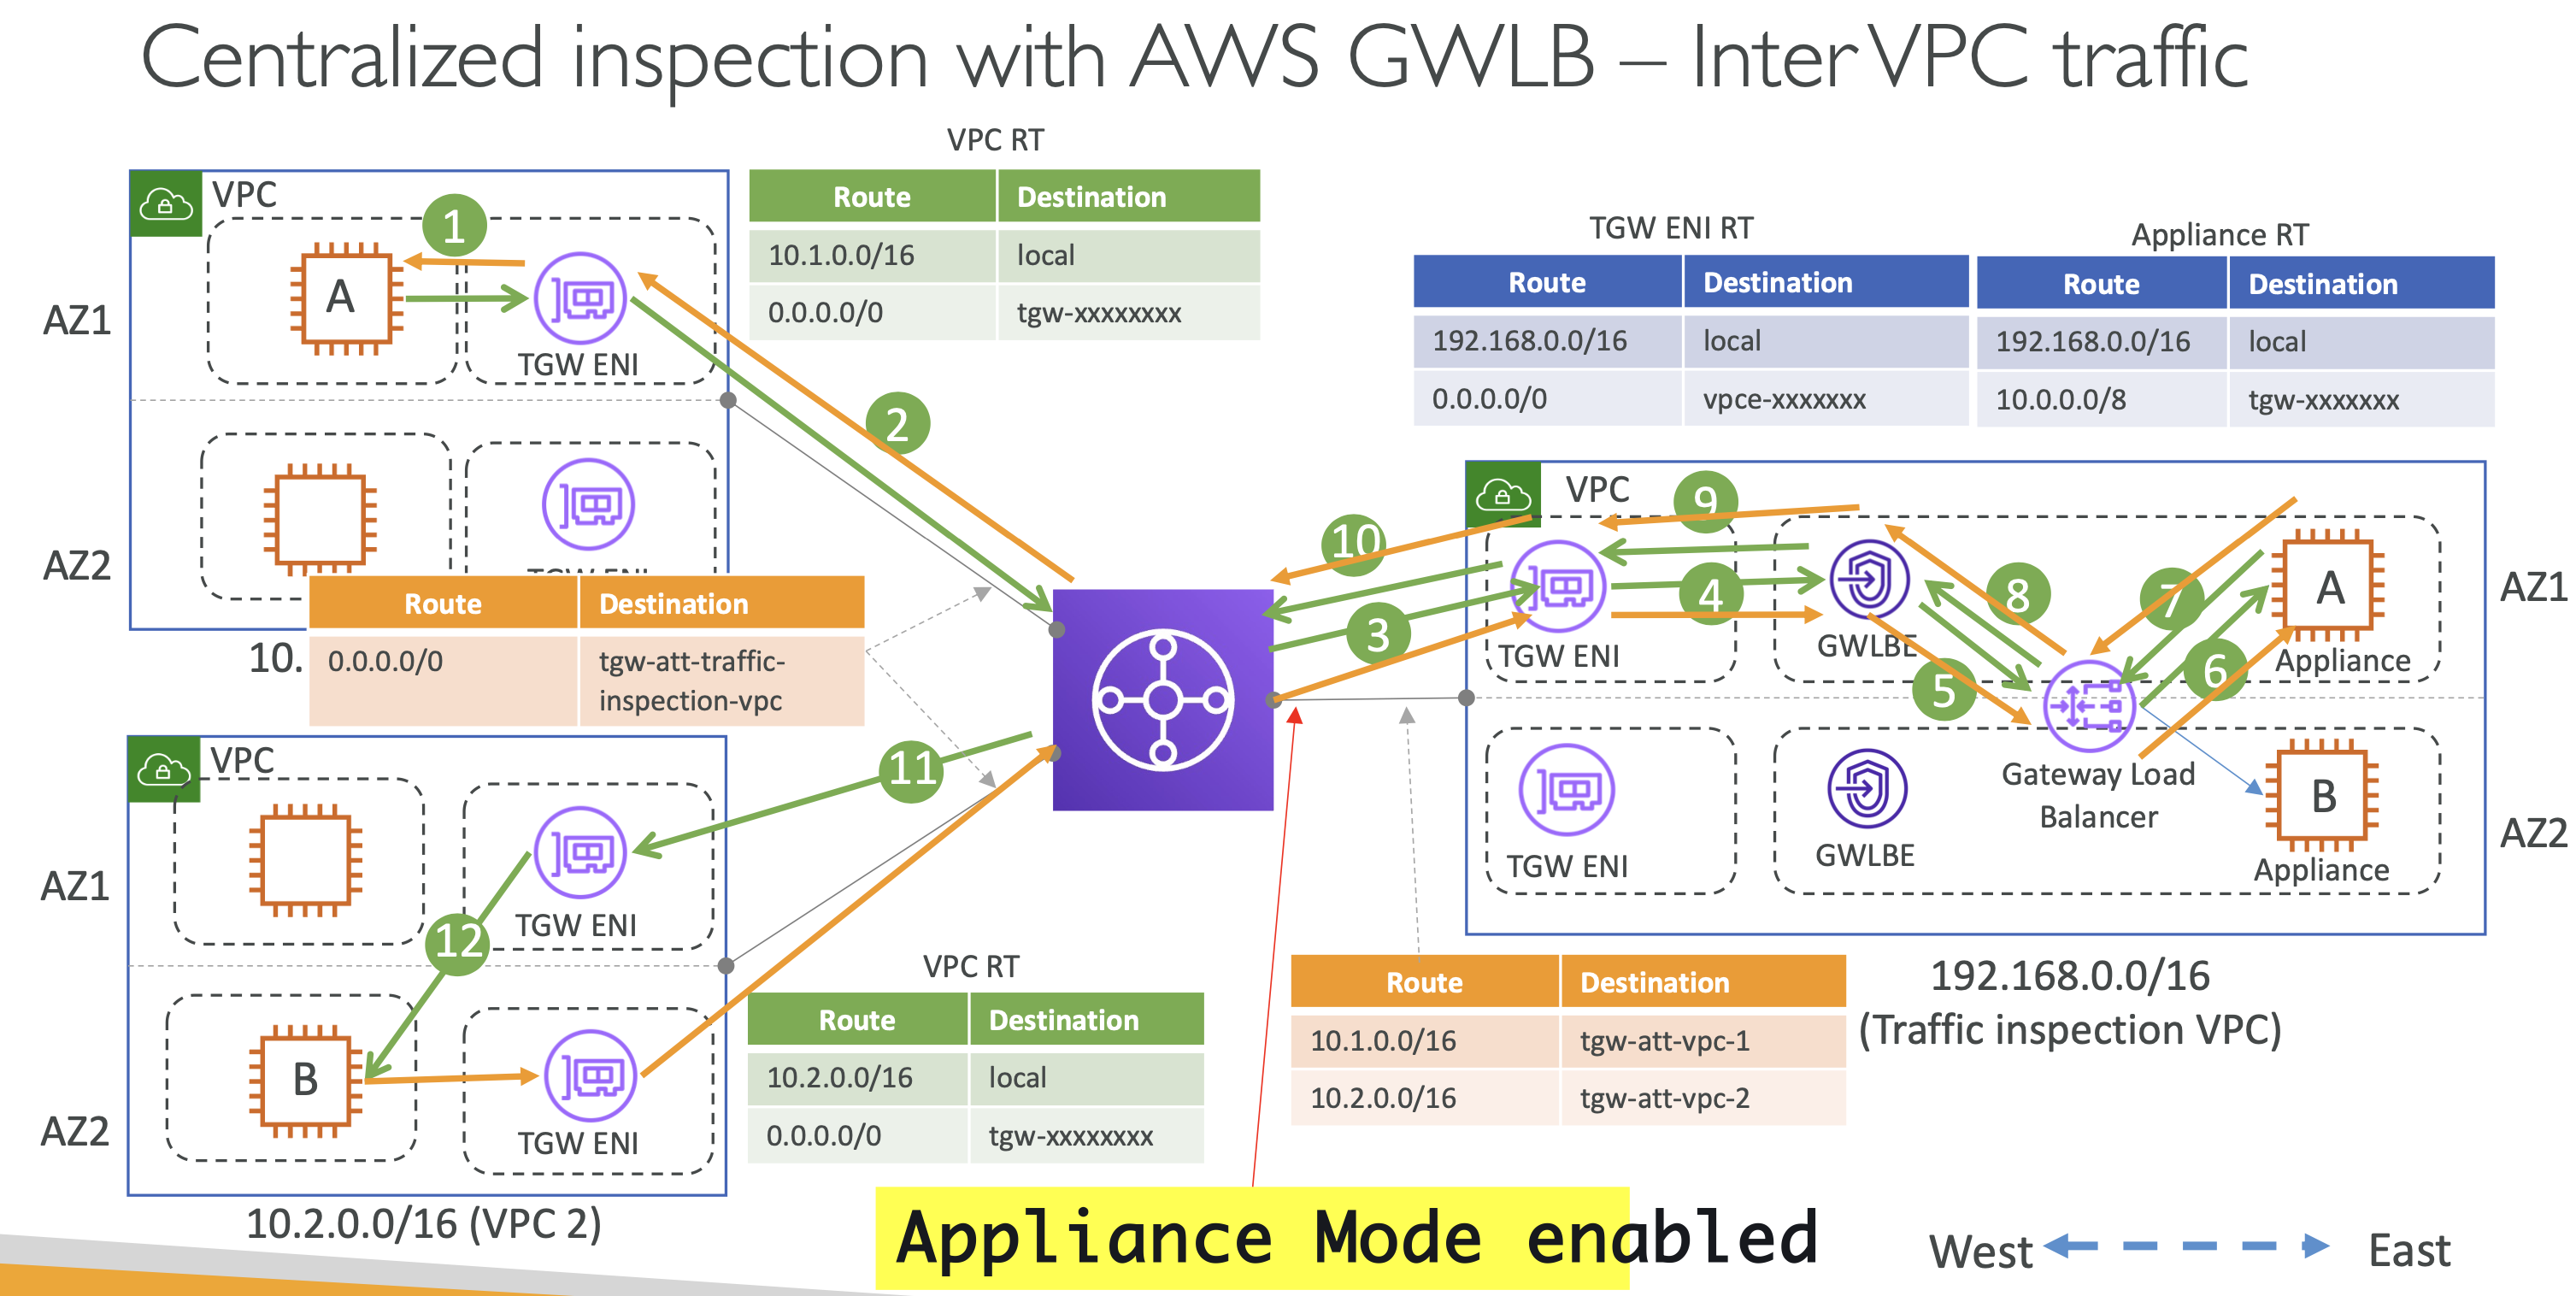 Centralized inspection with AWS GWLB – Inter VPC traffic
VPC RT
Route Destination
10.1.0.0/16 local
0.0.0.0/0 tgw-xxxxxxxx
TGW ENI RT
Route Destination
192.168.0.0/16 local
0.0.0.0/0 vpce-xxxxxxx
Appliance RT
Route Destination
192.168.0.0/16 local
10.0.0.0/8 tgw-xxxxxxx
VPC
1
A
TGW ENI
AZ1
2
AZ2
10.
Route Destination
0.0.0.0/0 tgw-att-traffic-
inspection-vpc
VPC
9
10
3
4
8
7
5
6
A
AZ1
TGW ENI
GWLBE
Appliance
Gateway Load
Balancer
B
AZ2
TGW ENI
GWLBE
Appliance
192.168.0.0/16
(Traffic inspection VPC)
VPC
11
AZ1
TGW ENI
12
B
AZ2
TGW ENI
10.2.0.0/16 (VPC 2)
VPC RT
Route Destination
10.2.0.0/16 local
0.0.0.0/0 tgw-xxxxxxxx
Route Destination
10.1.0.0/16 tgw-att-vpc-1
10.2.0.0/16 tgw-att-vpc-2
Appliance Mode enabled
West East